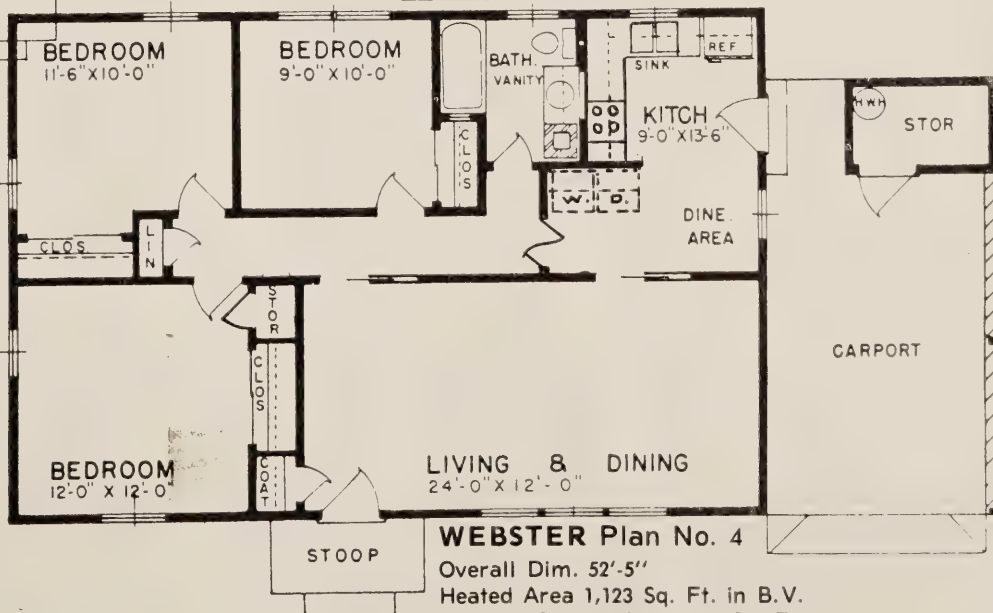 BEDROOM
11'-6"X10'-0"
BEDROOM
9'-0"X10'-0"
BATH.
VANITY
SINK
REF.
KITCH
9'-0"X13'-6"
HWH
STOR
CLOS
W. D.
DINE.
AREA
CLOS.
LIN
STOR
CARPORT
CLOS
BEDROOM
12'-0" X 12'-0"
COAT
LIVING & DINING
24'-0"X 12'-0"
STOOP
WEBSTER Plan No. 4
Overall Dim. 52'-5"
Heated Area 1,123 Sq. Ft. in B.V.